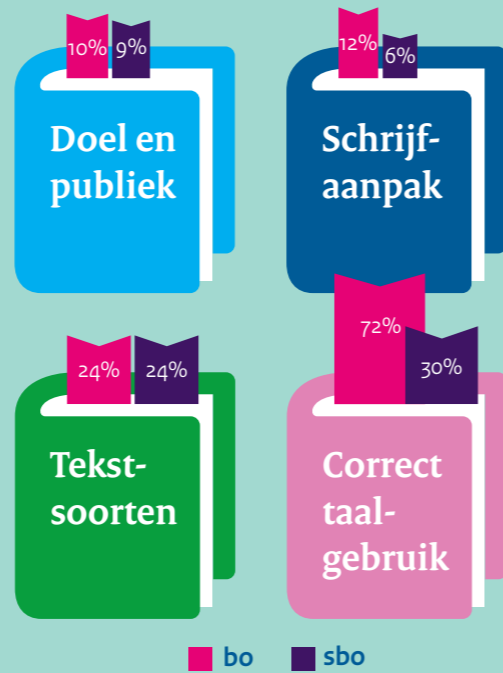 10% 9%
Doel en
publiek
12% 6%
Schrijf-
aanpak
24% 24%
Tekst-
soorten
72% 30%
Correct
taal-
gebruik
bo sbo